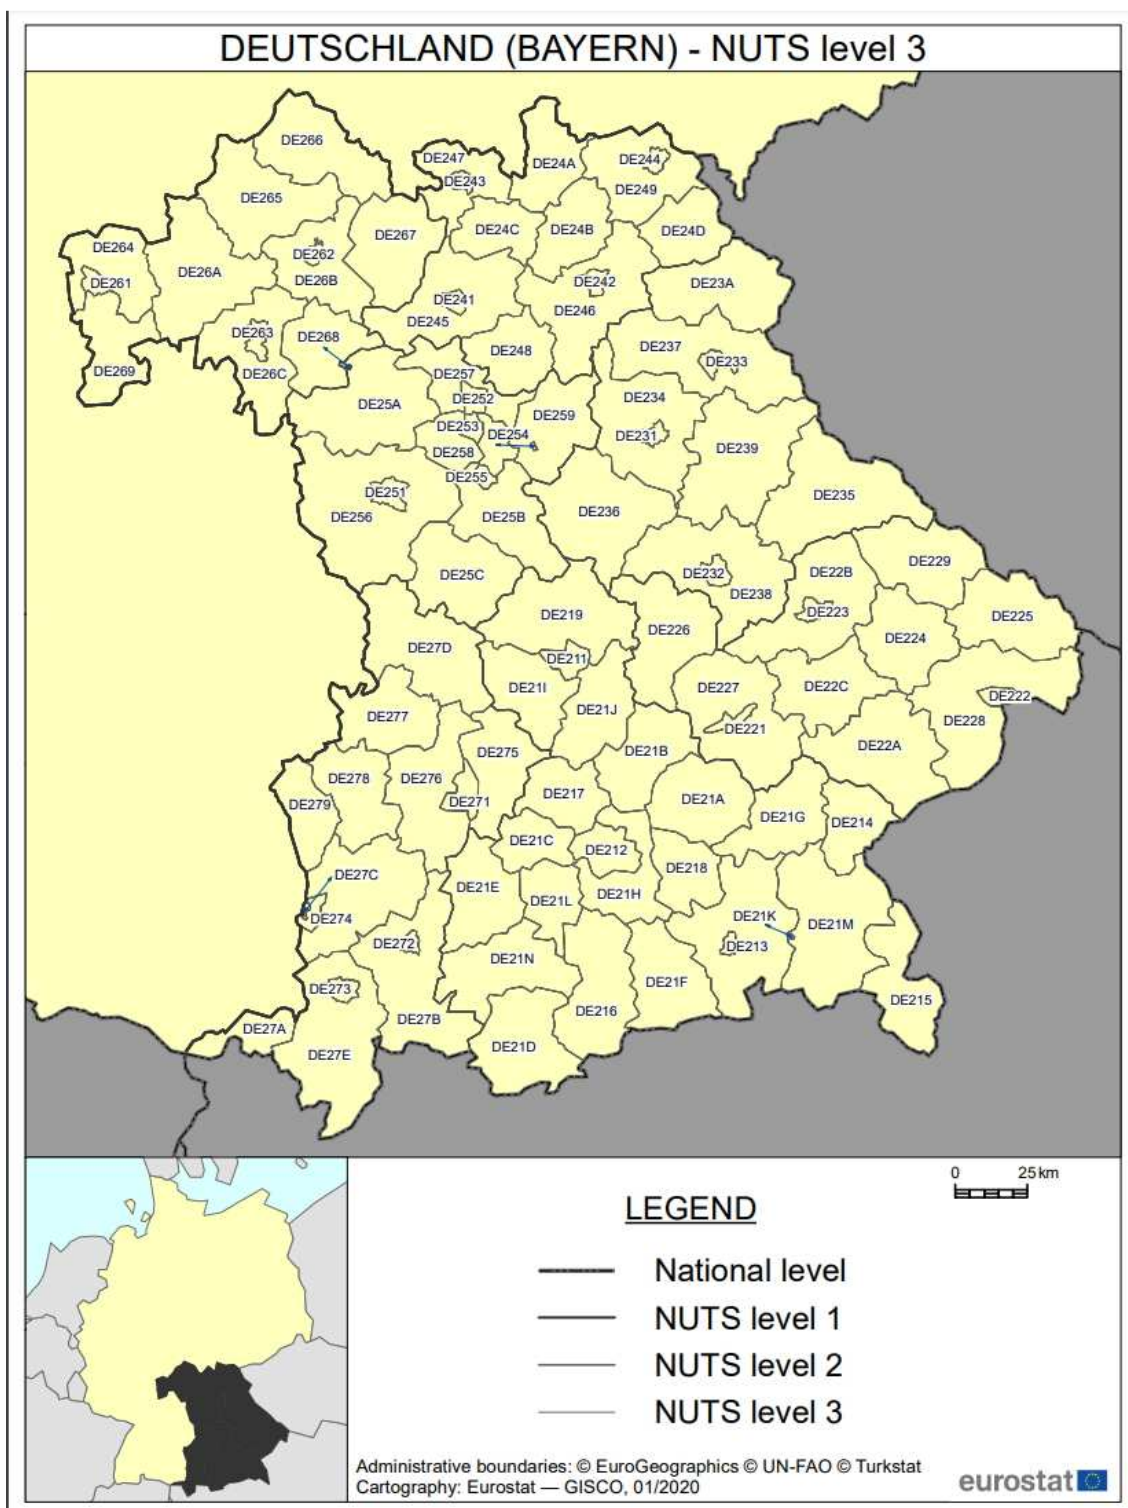 DEUTSCHLAND (BAYERN) - NUTS level 3
DE266
DE247
DE24A
DE244
DE243
DE249
DE265
DE267
DE24C
DE24B
DE24D
DE264
DE262
DE26A
DE26B
DE261
DE242
DE23A
DE241
DE246
DE245
DE263
DE268
DE248
DE237
DE233
DE269
DE26C
DE257
DE252
DE234
DE25A
DE259
DE253
DE254
DE231
DE258
DE239
DE255
DE251
DE235
DE256
DE25B
DE236
DE229
DE25C
DE232
DE22B
DE238
DE223
DE219
DE225
DE226
DE224
DE27D
DE211
DE21I
DE227
DE22C
DE222
DE21J
DE277
DE228
DE221
DE275
DE21B
DE22A
DE278
DE276
DE279
DE271
DE217
DE21A
DE21G
DE214
DE21C
DE212
DE27C
DE218
DE21E
DE21L
DE21H
DE274
DE21K
DE21M
DE272
DE213
DE21N
DE273
DE21F
DE215
DE216
DE27B
DE27A
DE21D
DE27E
0 25 km
LEGEND
National level
NUTS level 1
NUTS level 2
NUTS level 3
Administrative boundaries: © EuroGeographics © UN-FAO © Turkstat
Cartography: Eurostat — GISCO, 01/2020
eurostat